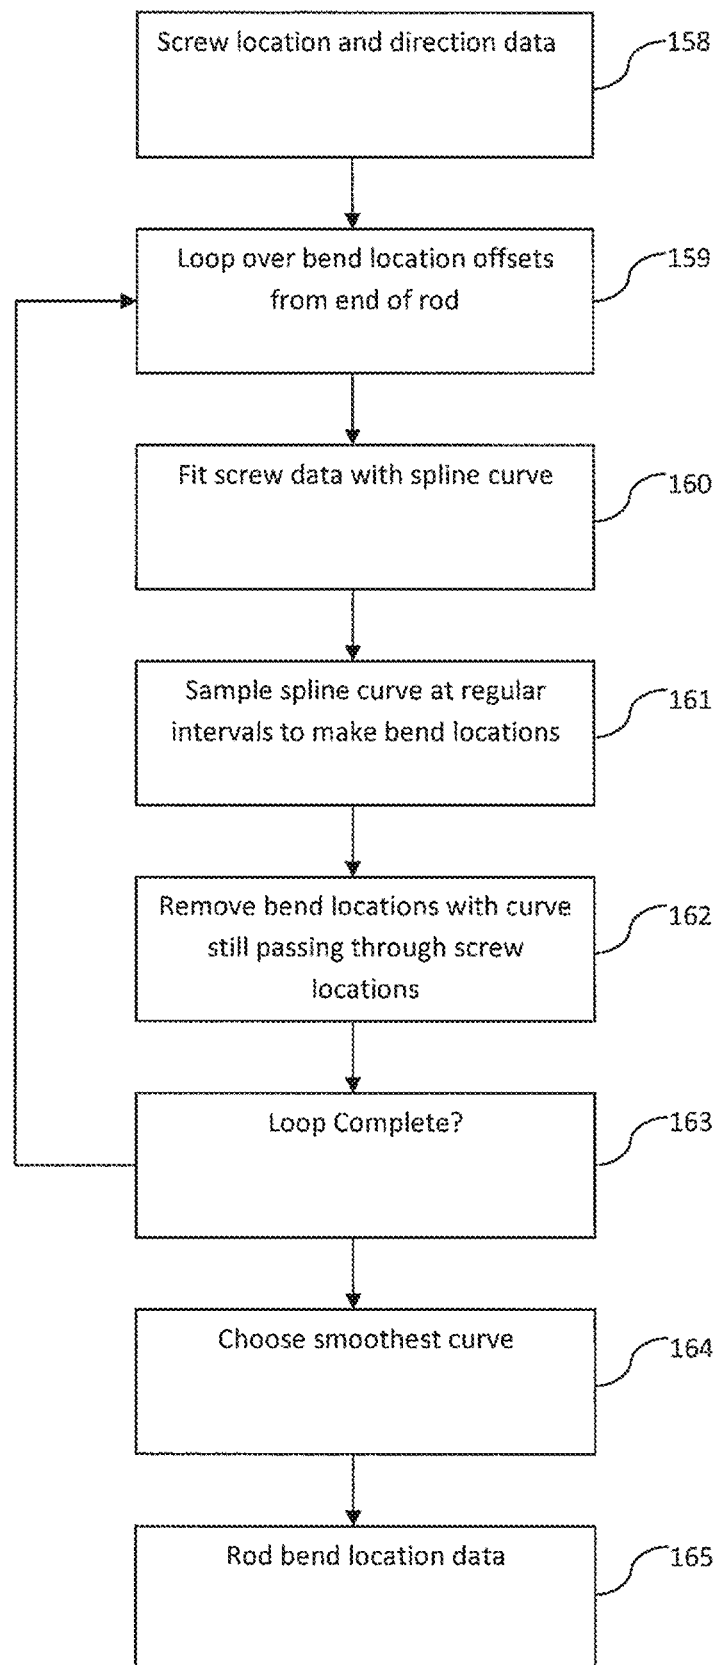 Screw location and direction data
158
Loop over bend location offsets
from end of rod
159
Fit screw data with spline curve
160
Sample spline curve at regular
intervals to make bend locations
161
Remove bend locations with curve
still passing through screw
locations
162
Loop Complete?
163
Choose smoothest curve
164
Rod bend location data
165